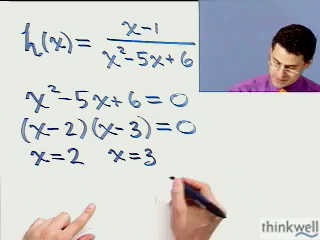 h(x) = x-1 / x²-5x+6
x²-5x+6=0
(x-2)(x-3)=0
x=2 x=3
thinkwell